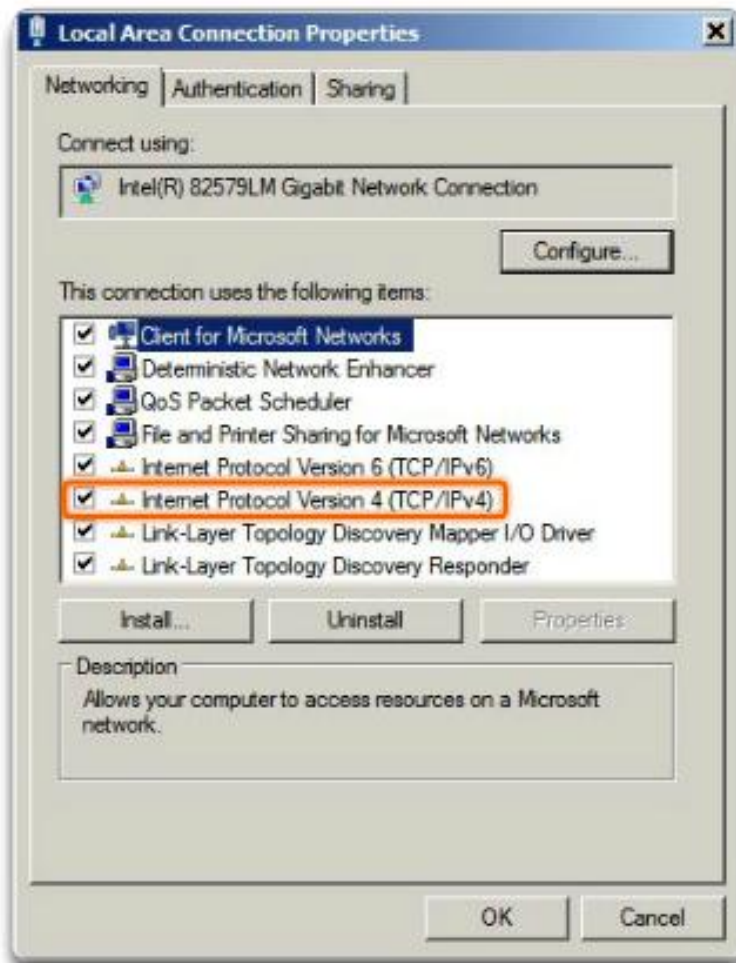 Local Area Connection Properties
Networking
Authentication
Sharing
Connect using:
Intel(R) 82579LM Gigabit Network Connection
Configure...
This connection uses the following items:
Client for Microsoft Networks
Deterministic Network Enhancer
QoS Packet Scheduler
File and Printer Sharing for Microsoft Networks
Internet Protocol Version 6 (TCP/IPv6)
Internet Protocol Version 4 (TCP/IPv4)
Link-Layer Topology Discovery Mapper I/O Driver
Link-Layer Topology Discovery Responder
Install...
Uninstall
Properties
Description
Allows your computer to access resources on a Microsoft
network.
OK
Cancel